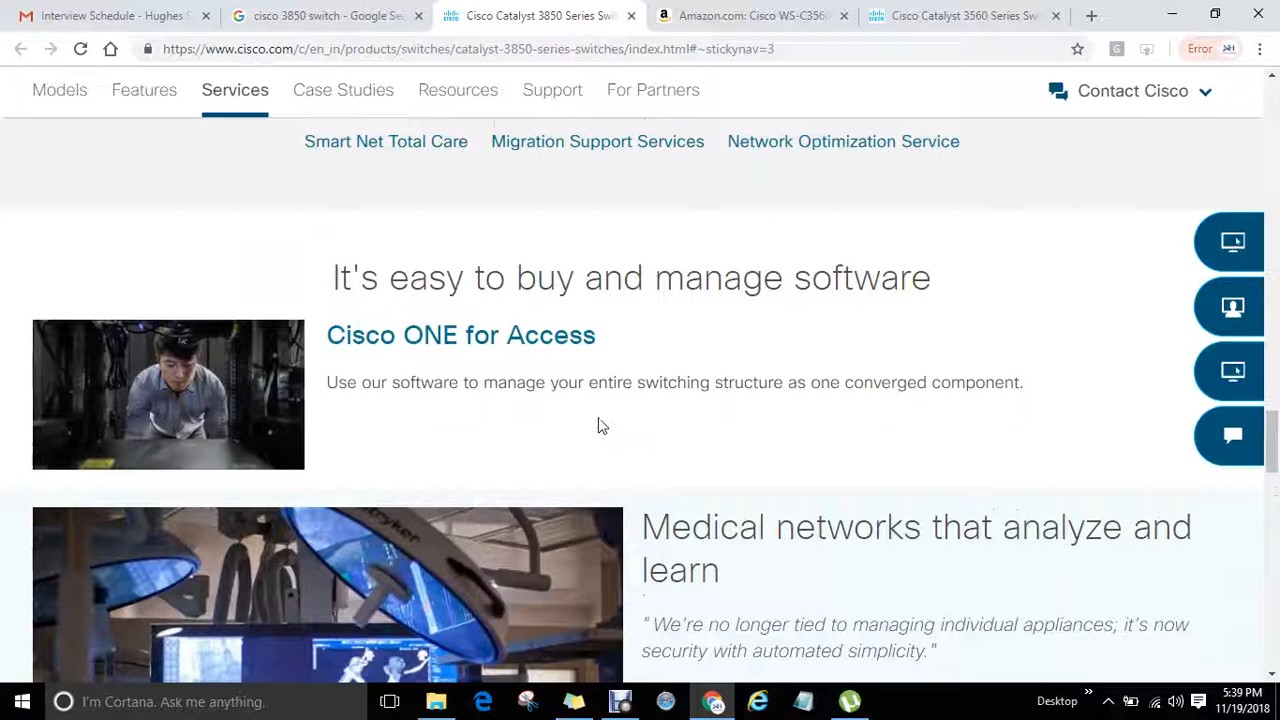 Interview Schedule - Hughes
cisco 3850 switch - Google Se
Cisco Catalyst 3850 Series Swit
Amazon.com: Cisco WS-C3560
Cisco Catalyst 3560 Series Sw
https://www.cisco.com/c/en_in/products/switches/catalyst-3850-series-switches/index.html#~stickynav=3
Error
Models Features Services Case Studies Resources Support For Partners Contact Cisco
Smart Net Total Care Migration Support Services Network Optimization Service
It's easy to buy and manage software
Cisco ONE for Access
Use our software to manage your entire switching structure as one converged component.
stryker
Medical networks that analyze and
learn
"We're no longer tied to managing individual appliances; it's now
security with automated simplicity."
I'm Cortana. Ask me anything.
Desktop
5:39 PM
11/19/2018